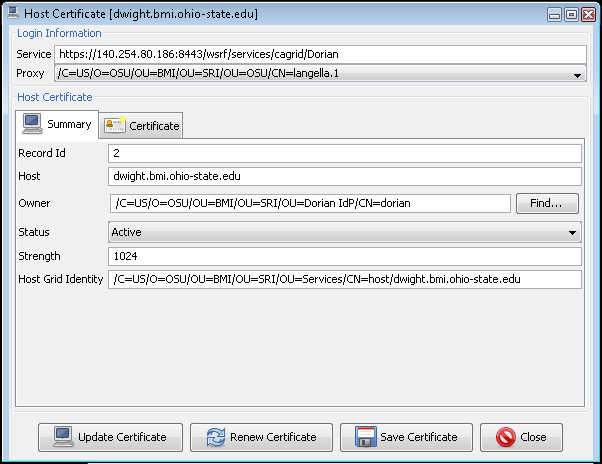 Host Certificate [dwight.bmi.ohio-state.edu]
Login Information
Service https://140.254.80.186:8443/wsrf/services/cagrid/Dorian
Proxy /C=US/O=OSU/OU=BMI/OU=SRI/OU=OSU/CN=langella.1
Host Certificate
Summary Certificate
Record Id 2
Host dwight.bmi.ohio-state.edu
Owner /C=US/O=OSU/OU=BMI/OU=SRI/OU=Dorian IdP/CN=dorian Find...
Status Active
Strength 1024
Host Grid Identity /C=US/O=OSU/OU=BMI/OU=SRI/OU=Services/CN=host/dwight.bmi.ohio-state.edu
Update Certificate Renew Certificate Save Certificate Close